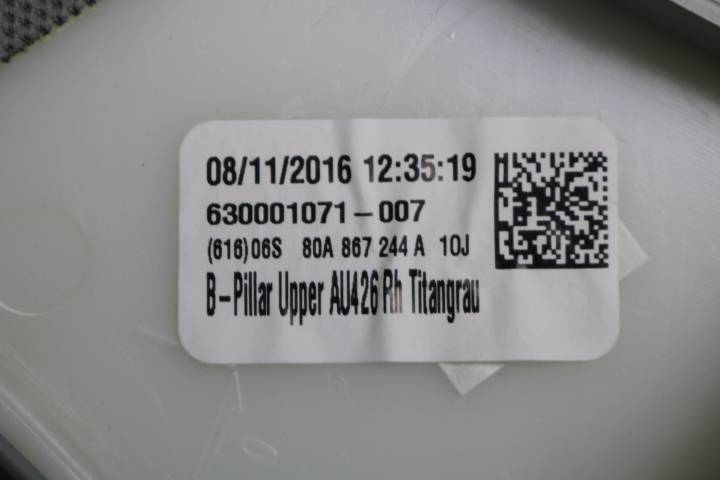 08/11/2016 12:35:19
630001071-007
(616)06S 80A 867 244 A 10J
B-Pillar Upper AU426 Rh Titangrau